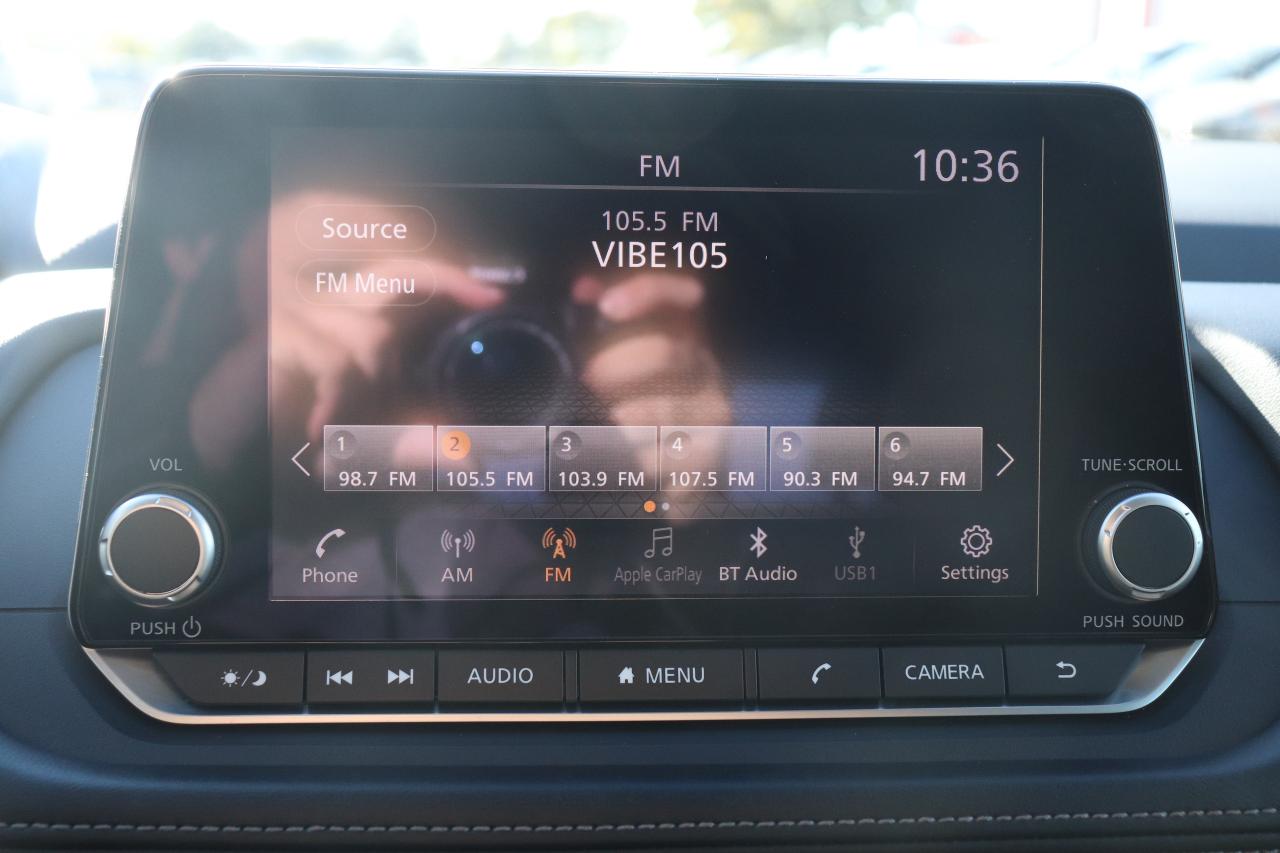 FM
10:36
Source
105.5 FM
VIBE105
FM Menu
1 2 3 4 5 6
98.7 FM 105.5 FM 103.9 FM 107.5 FM 90.3 FM 94.7 FM
VOL
TUNE·SCROLL
Phone AM FM Apple CarPlay BT Audio USB1 Settings
PUSH
PUSH SOUND
AUDIO MENU CAMERA